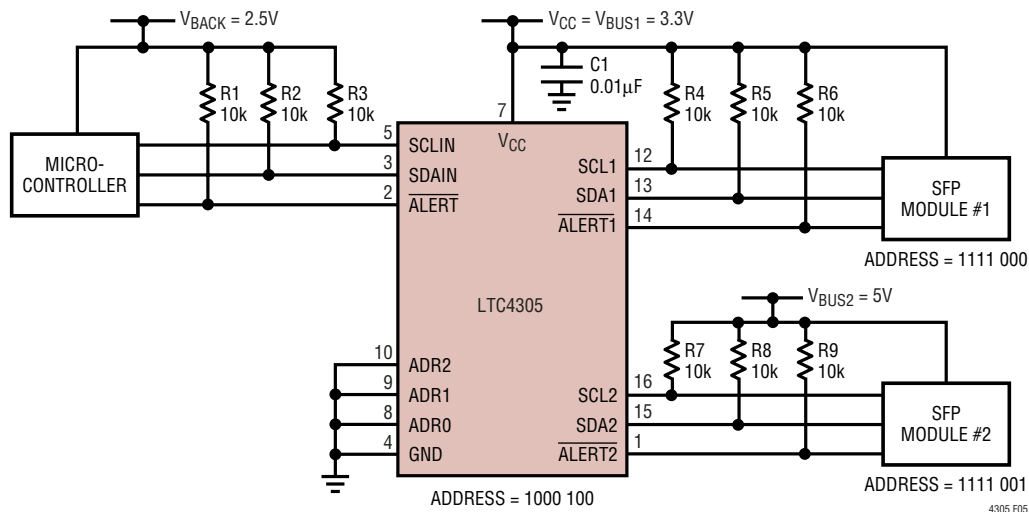 VBACK = 2.5V
VCC = VBUS1 = 3.3V
R1
10k
R2
10k
R3
10k
C1
0.01μF
R4
10k
R5
10k
R6
10k
7
VCC
MICRO-
CONTROLLER
5
SCLIN
3
SDAIN
2
ALERT
SCL1
12
SDA1
13
ALERT1
14
SFP
MODULE #1
ADDRESS = 1111 000
LTC4305
VBUS2 = 5V
R7
10k
R8
10k
R9
10k
10
ADR2
9
ADR1
8
ADR0
4
GND
SCL2
16
SDA2
15
ALERT2
1
SFP
MODULE #2
ADDRESS = 1000 100
ADDRESS = 1111 001
4305 F05